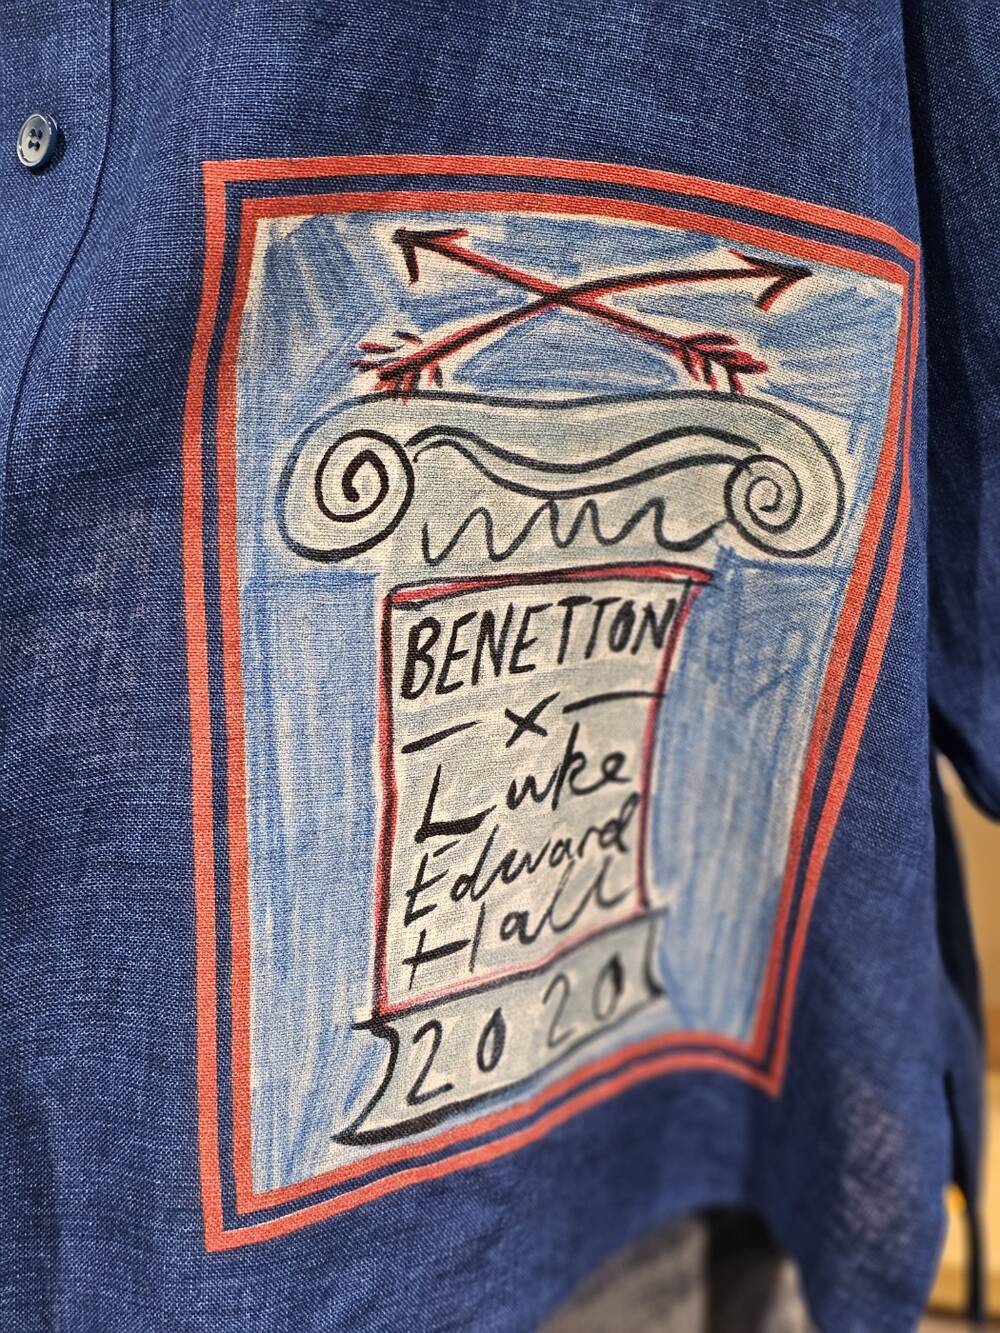 BENETTON
— X —
Luke
Edward
Hall
2020